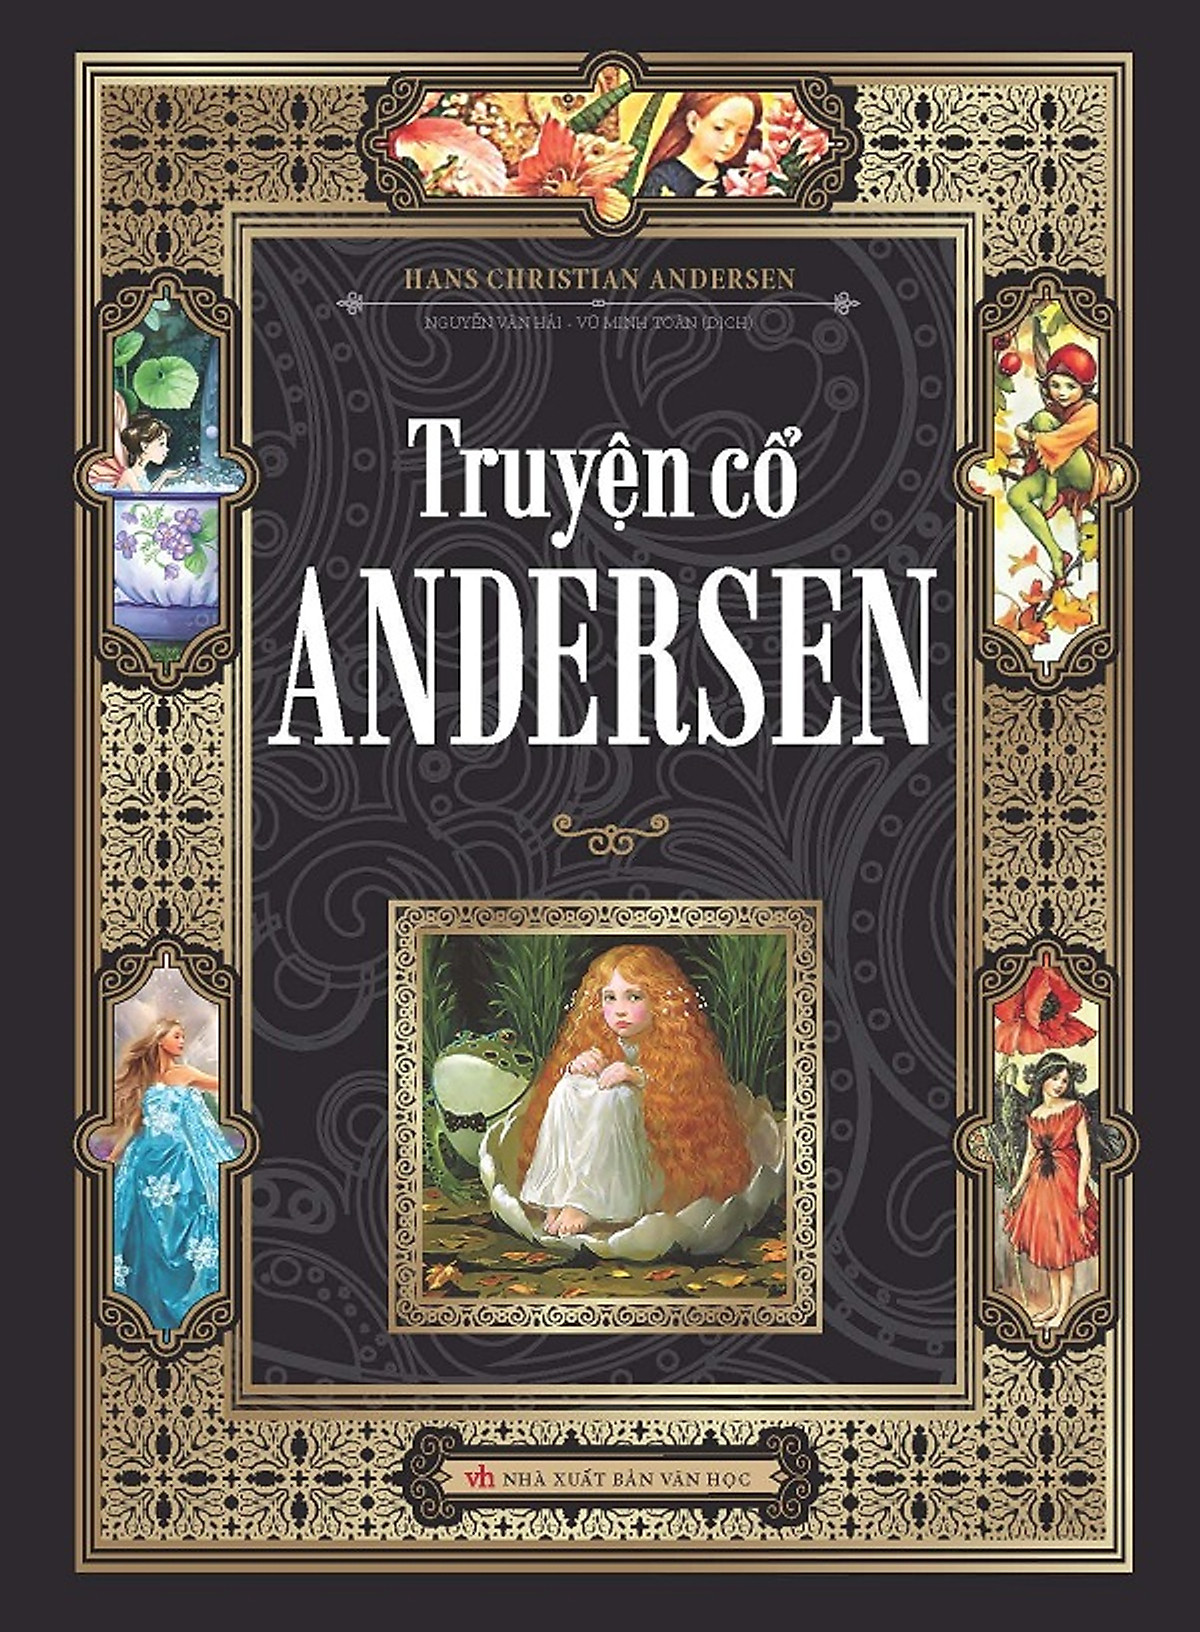 HANS CHRISTIAN ANDERSEN
NGUYỄN VĂN HẢI - VŨ MINH TOÀN (DỊCH)
Truyện cổ
ANDERSEN
vh NHÀ XUẤT BẢN VĂN HỌC